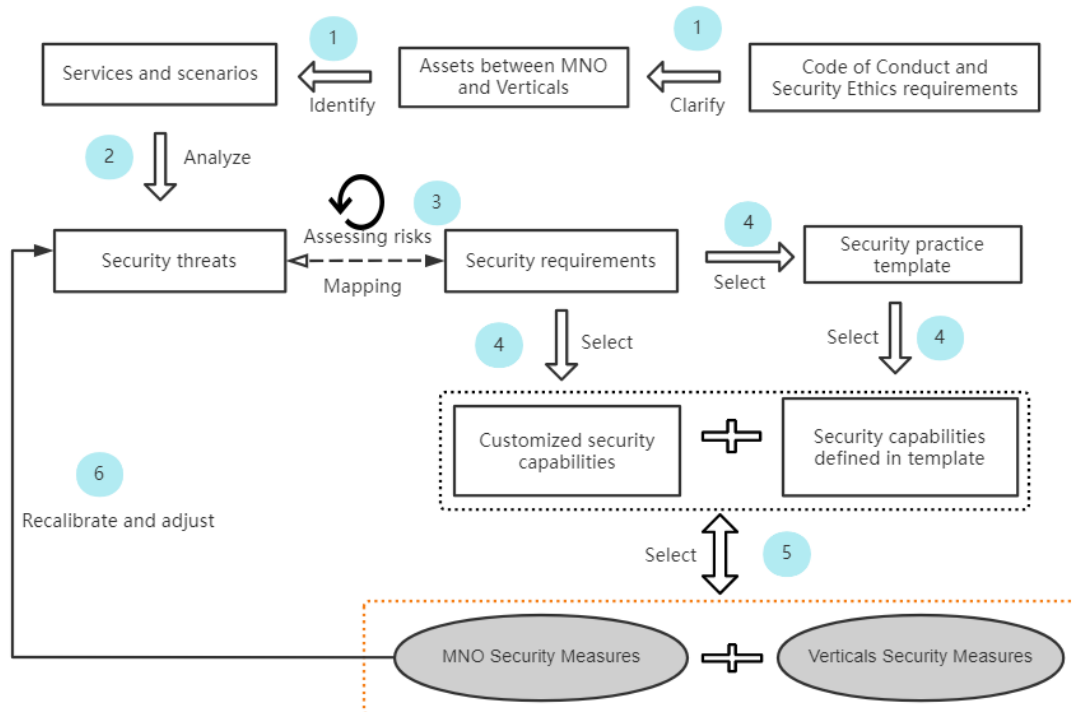 1
1
Services and scenarios
Assets between MNO
and Verticals
Code of Conduct and
Security Ethics requirements
Identify
Clarify
2
Analyze
3
Assessing risks
Mapping
Security threats
Security requirements
4
Select
Security practice
template
4
Select
Select
4
Customized security
capabilities
Security capabilities
defined in template
6
Recalibrate and adjust
Select
5
MNO Security Measures
Verticals Security Measures